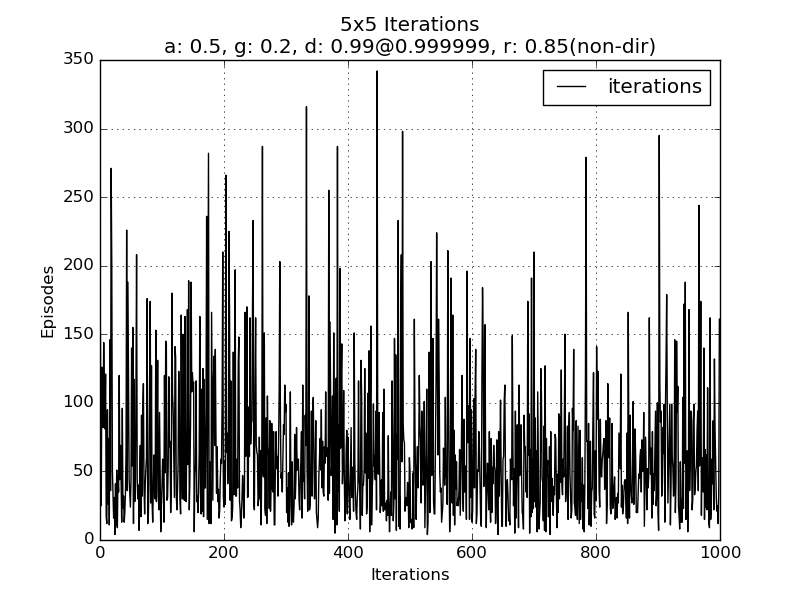 5x5 Iterations
a: 0.5, g: 0.2, d: 0.99@0.999999, r: 0.85(non-dir)
iterations
Episodes
350
300
250
200
150
100
50
0
0 200 400 600 800 1000
Iterations